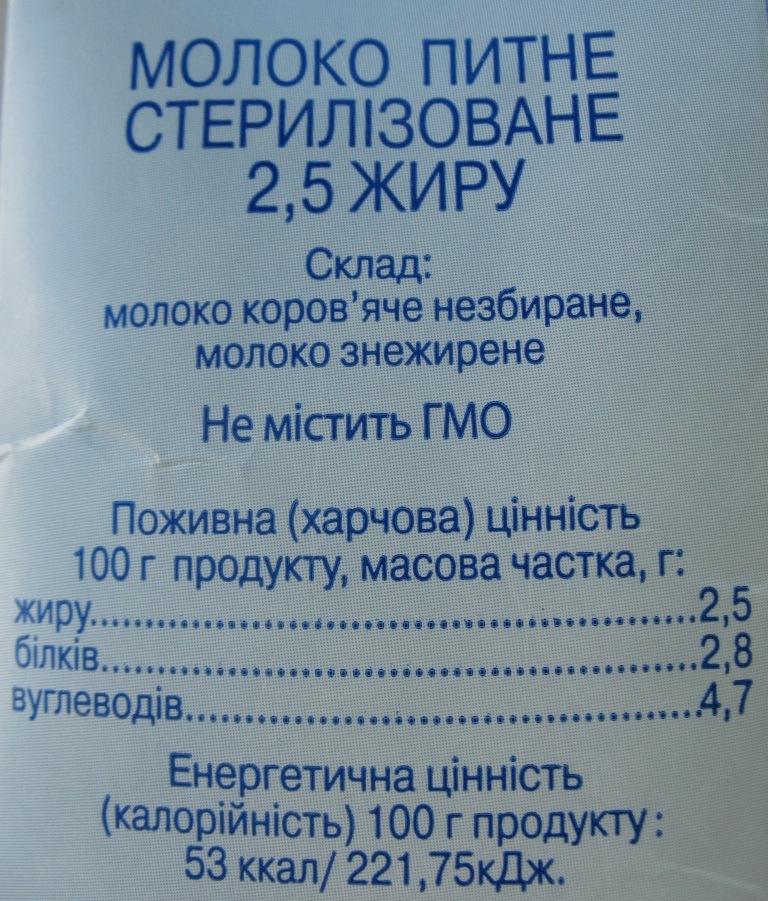 МОЛОКО ПИТНЕ
СТЕРИЛІЗОВАНЕ
2,5 ЖИРУ
Склад:
молоко коров’яче незбиране,
молоко знежирене
Не містить ГМО
Поживна (харчова) цінність
100 г продукту, масова частка, г:
жиру......................................................2,5
білків.....................................................2,8
вуглеводів.............................................4,7
Енергетична цінність
(калорійність) 100 г продукту:
53 ккал/ 221,75кДж.